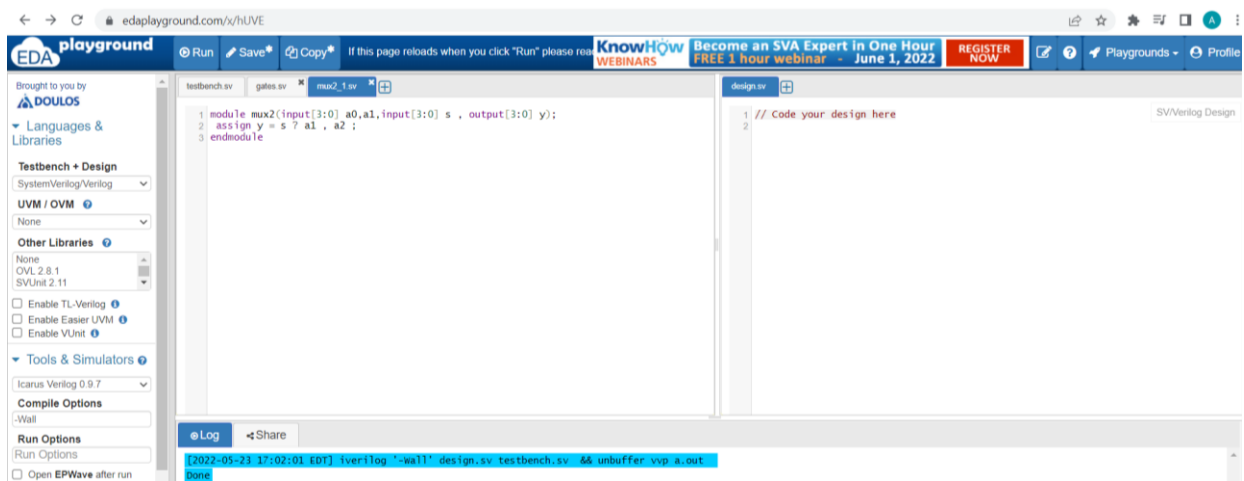 edaplayground.com/x/hUVE
EDA playground
Run Save* Copy* If this page reloads when you click "Run" please rea
KnowHow WEBINARS
Become an SVA Expert in One Hour
FREE 1 hour webinar - June 1, 2022
REGISTER NOW
Playgrounds Profile
A
Brought to you by
DOULOS
Languages & Libraries
Testbench + Design
SystemVerilog/Verilog
UVM / OVM
None
Other Libraries
None
OVL 2.8.1
SVUnit 2.11
Enable TL-Verilog
Enable Easier UVM
Enable VUnit
Tools & Simulators
Icarus Verilog 0.9.7
Compile Options
-Wall
Run Options
Run Options
Open EPWave after run
testbench.sv gates.sv mux2_1.sv
1 module mux2(input[3:0] a0,a1,input[3:0] s , output[3:0] y);
2 assign y = s ? a1 , a2 ;
3 endmodule
design.sv
1 // Code your design here
2
SV/Verilog Design
Log Share
[2022-05-23 17:02:01 EDT] iverilog '-Wall' design.sv testbench.sv && unbuffer vvp a.out
Done